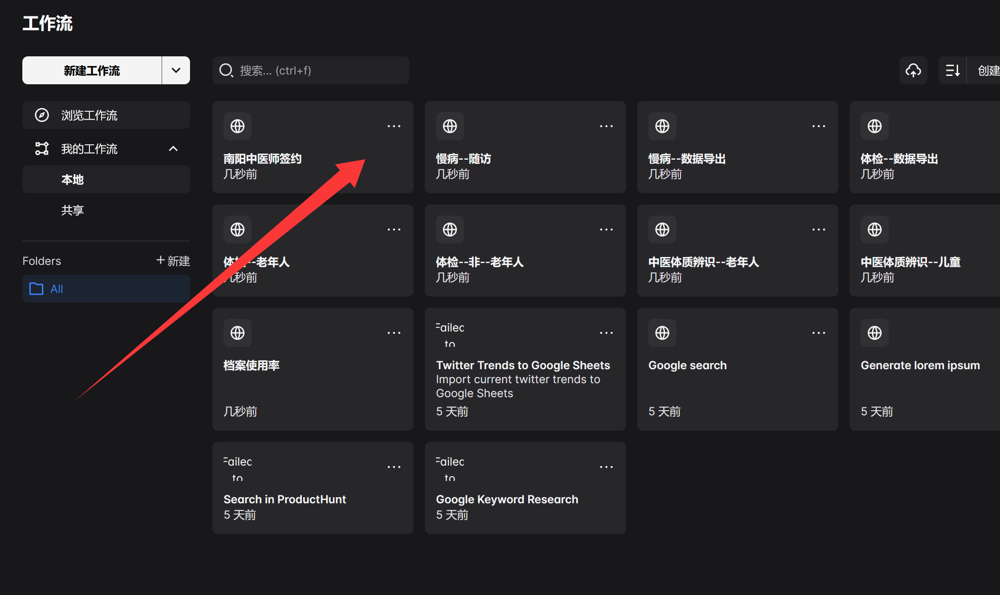 工作流
新建工作流
搜索... (ctrl+f)
创建
浏览工作流
我的工作流
本地
共享
Folders
+ 新建
All
南阳中医师签约
几秒前
慢病--随访
几秒前
慢病--数据导出
几秒前
体检--数据导出
几秒前
体检--老年人
几秒前
体检--非--老年人
几秒前
中医体质辨识--老年人
几秒前
中医体质辨识--儿童
几秒前
档案使用率
几秒前
Failed
to
Twitter Trends to Google Sheets
Import current twitter trends to
Google Sheets
5 天前
Google search
5 天前
Generate lorem ipsum
5 天前
Failed
to
Search in ProductHunt
5 天前
Failed
to
Google Keyword Research
5 天前